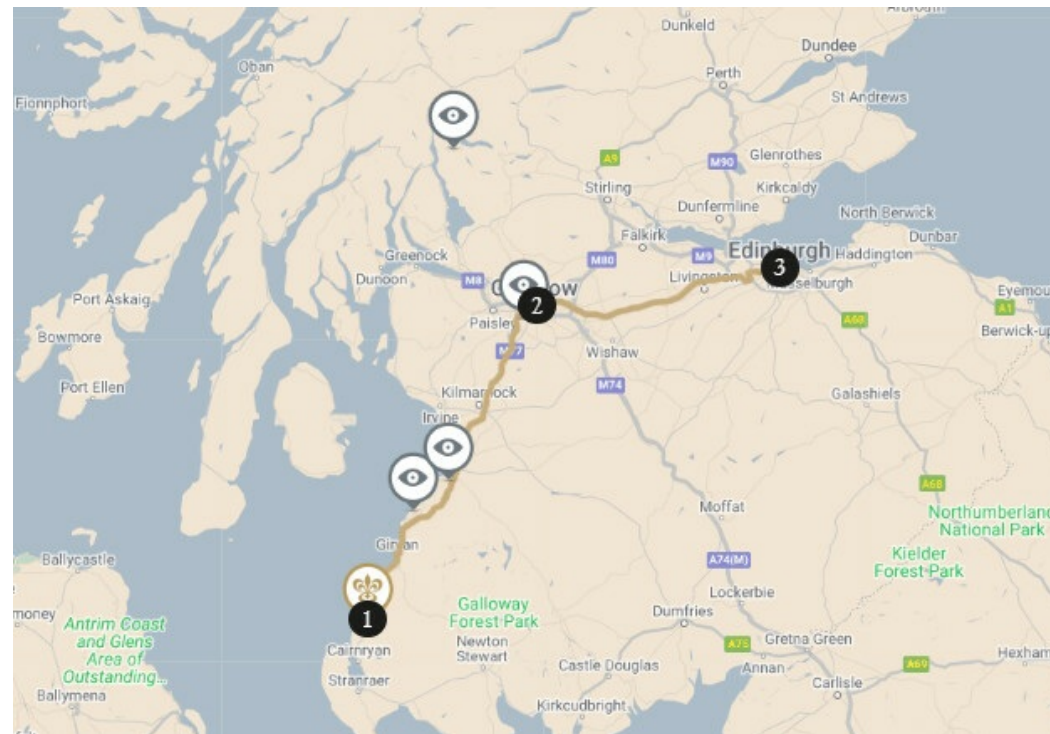 Dunkeld
Dundee
Oban
Perth
Fionnphort
St Andrews
A9
M90
Glenrothes
Stirling
Kirkcaldy
Dunfermline
North Berwick
Falkirk
Dunbar
Edinburgh
Greenock
M80
M9
Haddington
Dunoon
M8
Livingston
3
Port Askaig
2
A1
Paisley
A68
Bowmore
Wishaw
M74
Port Ellen
Galashiels
Irvine
A68
Moffat
Northumberland
National Park
Girvan
Ballycastle
A74(M)
Kielder
Forest Park
Lockerbie
Galloway
Forest Park
Dumfries
1
Antrim Coast
and Glens
Area of
Outstanding...
Gretna Green
Newton
Stewart
A75
Cairnryan
Hexham
Castle Douglas
Annan
A69
Stranraer
Carlisle
Ballymena
Kirkcudbright